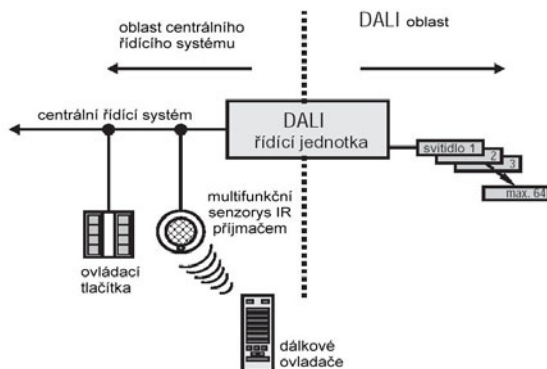 oblast centrálního
řídícího systému
DALI oblast
centrální řídící systém
DALI
řídící jednotka
svitidlo 1
2
3
max. 64
multifunkční
senzorys IR
příjmačem
ovládací
tlačítka
dálkové
ovladače